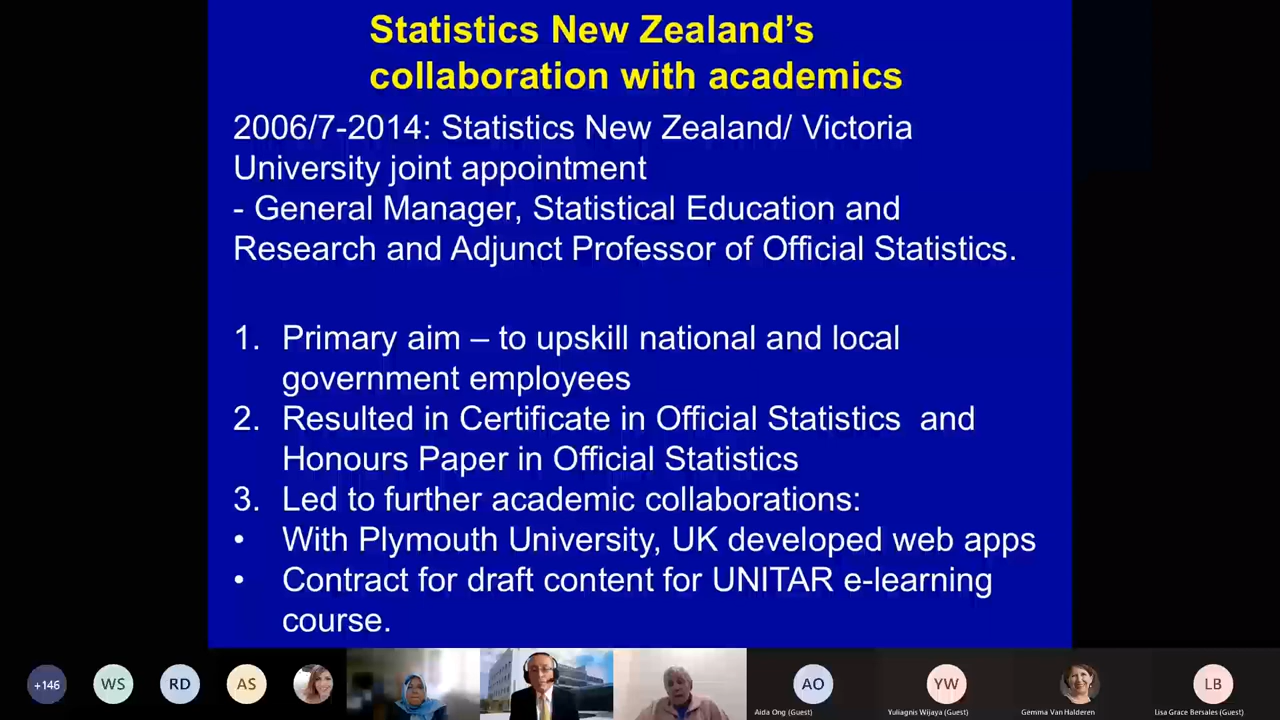 Statistics New Zealand’s
collaboration with academics
2006/7-2014: Statistics New Zealand/ Victoria
University joint appointment
- General Manager, Statistical Education and
Research and Adjunct Professor of Official Statistics.
1. Primary aim – to upskill national and local
government employees
2. Resulted in Certificate in Official Statistics  and
Honours Paper in Official Statistics
3. Led to further academic collaborations:
• With Plymouth University, UK developed web apps
• Contract for draft content for UNITAR e-learning
course.
+146 WS RD AS AO YW LB
Aida Ong (Guest) Yuliagnis Wijaya (Guest) Gemma Van Halderen Lisa Grace Bersales (Guest)